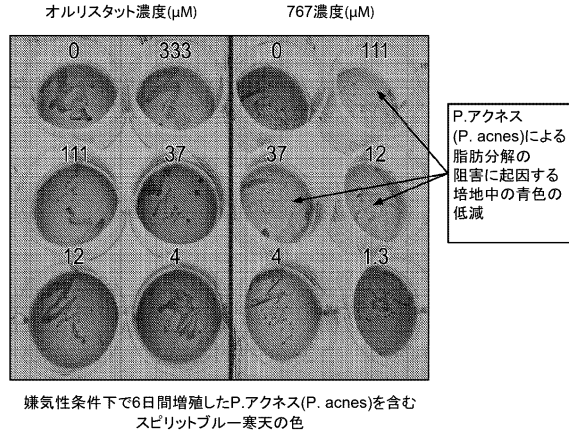 オルリスタット濃度(μM)
767濃度(μM)
0
333
0
111
111
37
37
12
12
4
4
1.3
P.アクネス
(P. acnes)による
脂肪分解の
阻害に起因する
培地中の青色の
低減
嫌気性条件下で6日間増殖したP.アクネス(P. acnes)を含む
スピリットブルー寒天の色